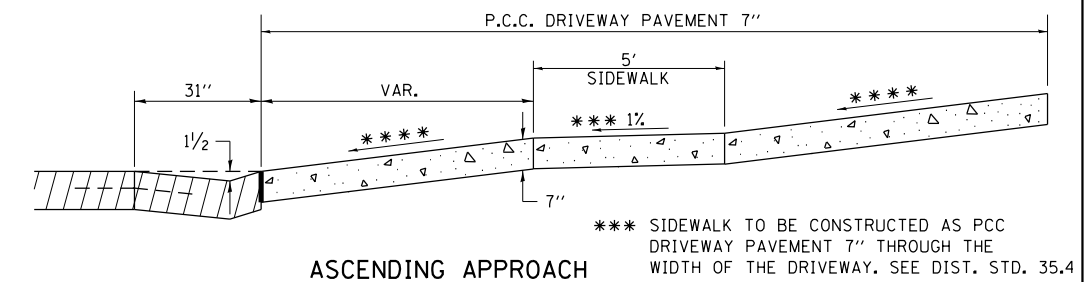 P.C.C. DRIVEWAY PAVEMENT 7"
5'
SIDEWALK
31"
VAR.
****
1½
****
*** 1%
7"
*** SIDEWALK TO BE CONSTRUCTED AS PCC
DRIVEWAY PAVEMENT 7" THROUGH THE
WIDTH OF THE DRIVEWAY. SEE DIST. STD. 35.4
ASCENDING APPROACH